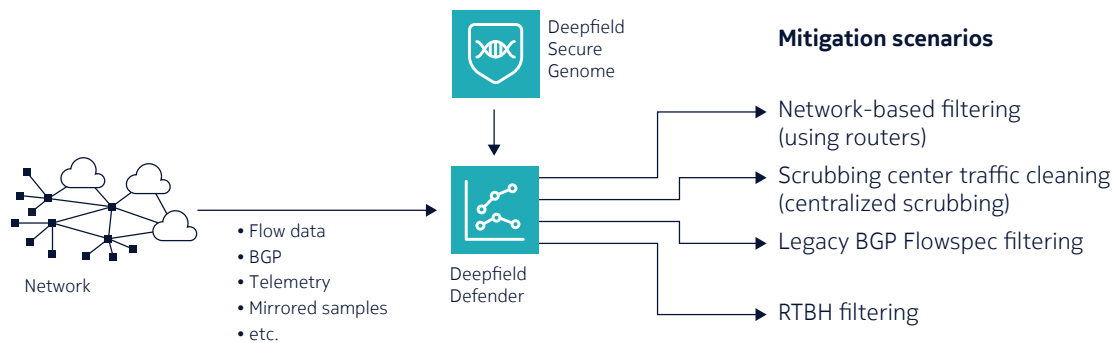 Deepfield
Secure
Genome
Mitigation scenarios
Network-based filtering
(using routers)
Scrubbing center traffic cleaning
(centralized scrubbing)
Legacy BGP Flowspec filtering
RTBH filtering
Network
• Flow data
• BGP
• Telemetry
• Mirrored samples
• etc.
Deepfield
Defender